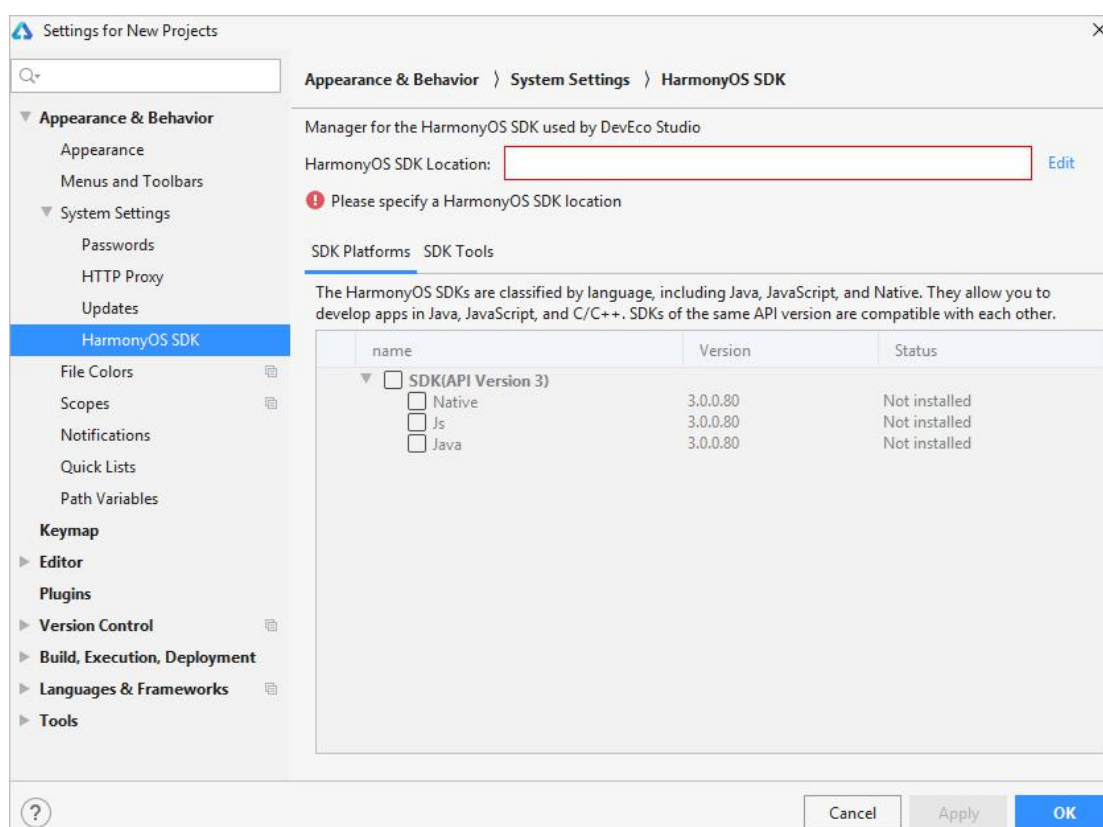 Settings for New Projects
Appearance & Behavior
Appearance
Menus and Toolbars
System Settings
Passwords
HTTP Proxy
Updates
HarmonyOS SDK
File Colors
Scopes
Notifications
Quick Lists
Path Variables
Keymap
Editor
Plugins
Version Control
Build, Execution, Deployment
Languages & Frameworks
Tools
Appearance & Behavior 〉 System Settings 〉 HarmonyOS SDK
Manager for the HarmonyOS SDK used by DevEco Studio
HarmonyOS SDK Location: Edit
Please specify a HarmonyOS SDK location
SDK Platforms SDK Tools
The HarmonyOS SDKs are classified by language, including Java, JavaScript, and Native. They allow you to
develop apps in Java, JavaScript, and C/C++. SDKs of the same API version are compatible with each other.
name Version Status
SDK(API Version 3)
Native 3.0.0.80 Not installed
Js 3.0.0.80 Not installed
Java 3.0.0.80 Not installed
? Cancel Apply OK